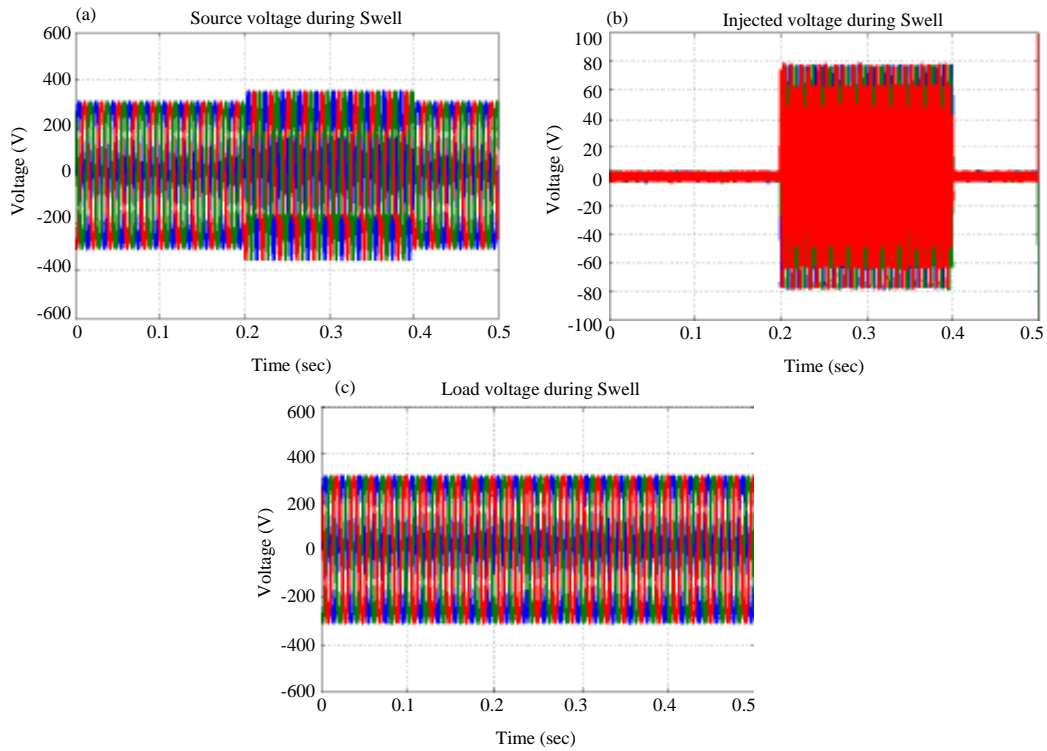 (a)
Source voltage during Swell
600
400
200
0
-200
-400
-600
Voltage (V)
0 0.1 0.2 0.3 0.4 0.5
Time (sec)
(b)
Injected voltage during Swell
100
80
60
40
20
0
-20
-40
-60
-80
-100
Voltage (V)
0 0.1 0.2 0.3 0.4 0.5
Time (sec)
(c)
Load voltage during Swell
600
400
200
0
-200
-400
-600
Voltage (V)
0 0.1 0.2 0.3 0.4 0.5
Time (sec)